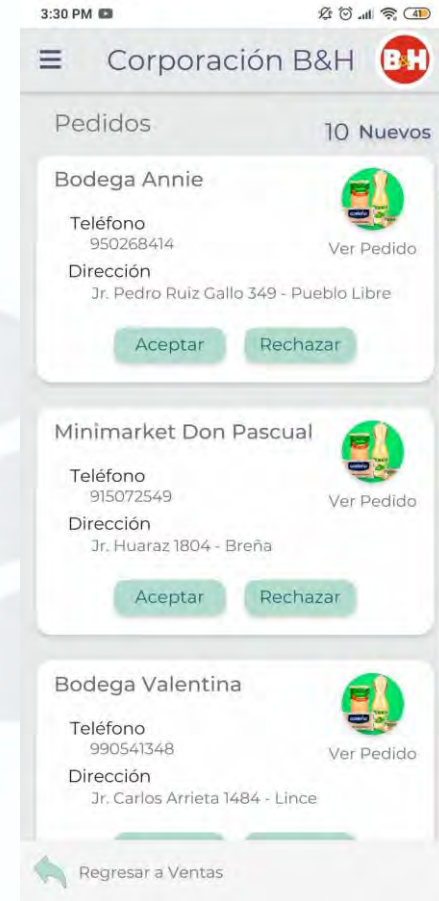 3:30 PM
41
Corporación B&H
B&H
Pedidos
10 Nuevos
Bodega Annie
Teléfono
950268414
Ver Pedido
Dirección
Jr. Pedro Ruiz Gallo 349 - Pueblo Libre
Aceptar Rechazar
Minimarket Don Pascual
Teléfono
915072549
Ver Pedido
Dirección
Jr. Huaraz 1804 - Breña
Aceptar Rechazar
Bodega Valentina
Teléfono
990541348
Ver Pedido
Dirección
Jr. Carlos Arrieta 1484 - Lince
Regresar a Ventas